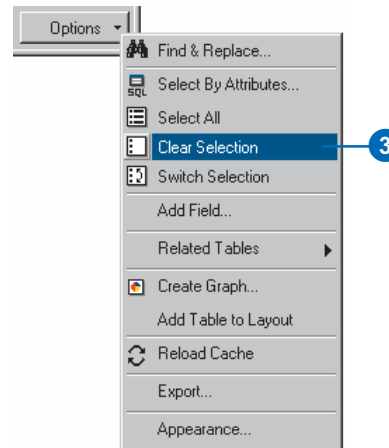 Options
Find & Replace...
SQL
Select By Attributes...
Select All
Clear Selection
3
Switch Selection
Add Field...
Related Tables
Create Graph...
Add Table to Layout
Reload Cache
Export...
Appearance...